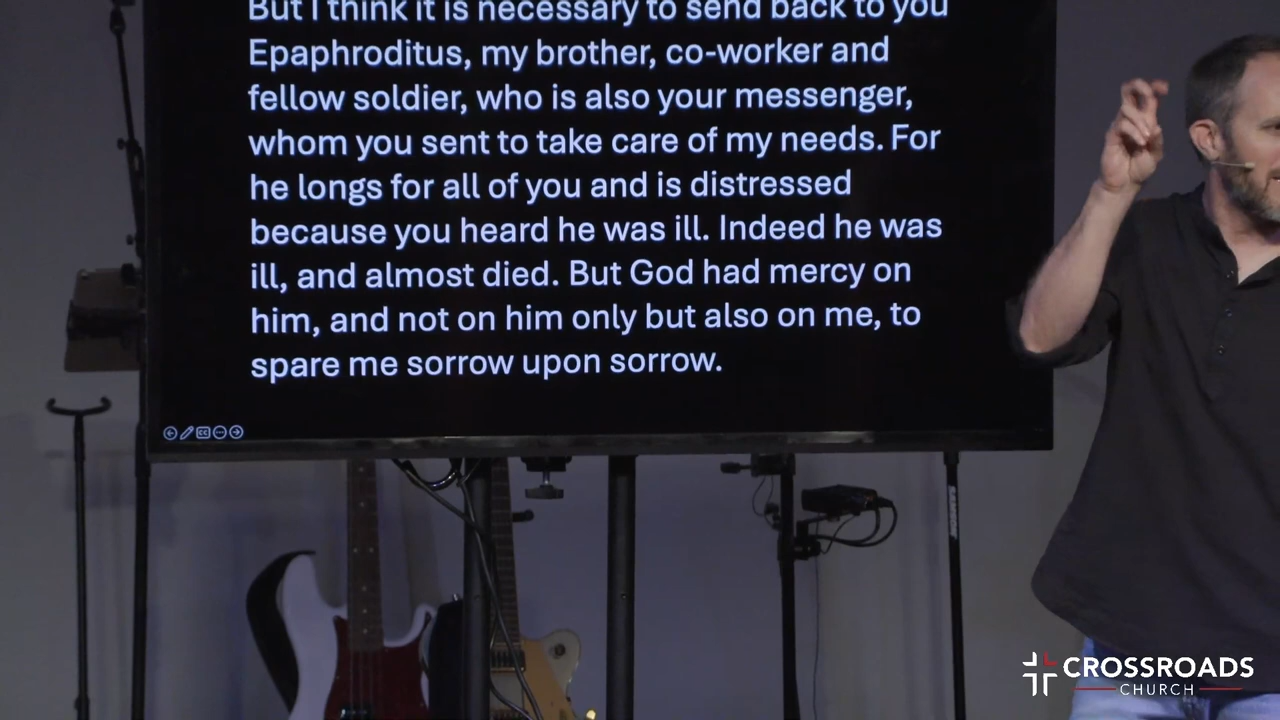 But I think it is necessary to send back to you
Epaphroditus, my brother, co-worker and
fellow soldier, who is also your messenger,
whom you sent to take care of my needs. For
he longs for all of you and is distressed
because you heard he was ill. Indeed he was
ill, and almost died. But God had mercy on
him, and not on him only but also on me, to
spare me sorrow upon sorrow.
CROSSROADS
CHURCH